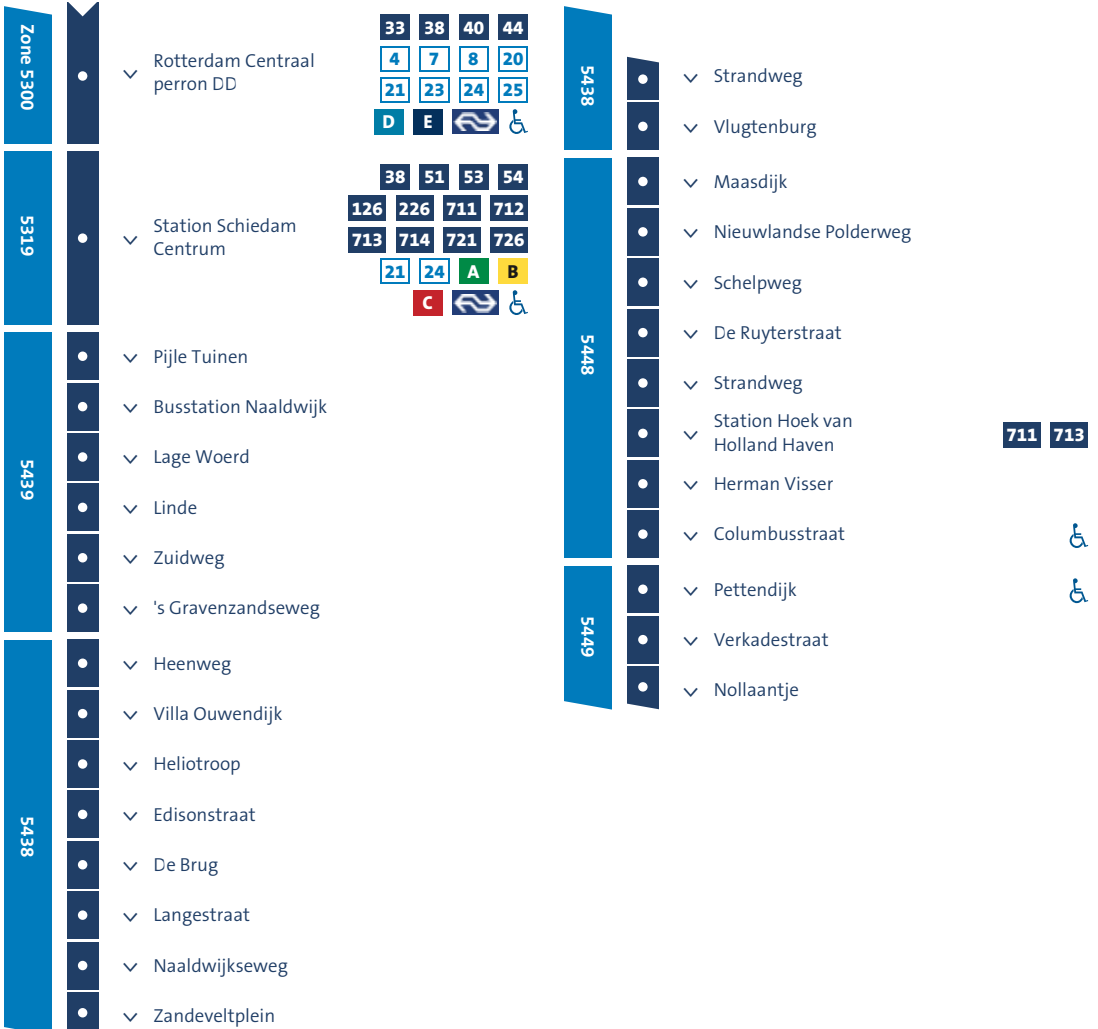 Zone 5300
Rotterdam Centraal
perron DD
33 38 40 44
4 7 8 20
21 23 24 25
D E
5319
Station Schiedam
Centrum
38 51 53 54
126 226 711 712
713 714 721 726
21 24 A B
C
5439
Pijle Tuinen
Busstation Naaldwijk
Lage Woerd
Linde
Zuidweg
's Gravenzandseweg
5438
Heenweg
Villa Ouwendijk
Heliotroop
Edisonstraat
De Brug
Langestraat
Naaldwijkseweg
Zandeveltplein
5438
Strandweg
Vlugtenburg
5448
Maasdijk
Nieuwlandse Polderweg
Schelpweg
De Ruyterstraat
Strandweg
Station Hoek van
Holland Haven
711 713
Herman Visser
Columbusstraat
5449
Pettendijk
Verkadestraat
Nollaantje